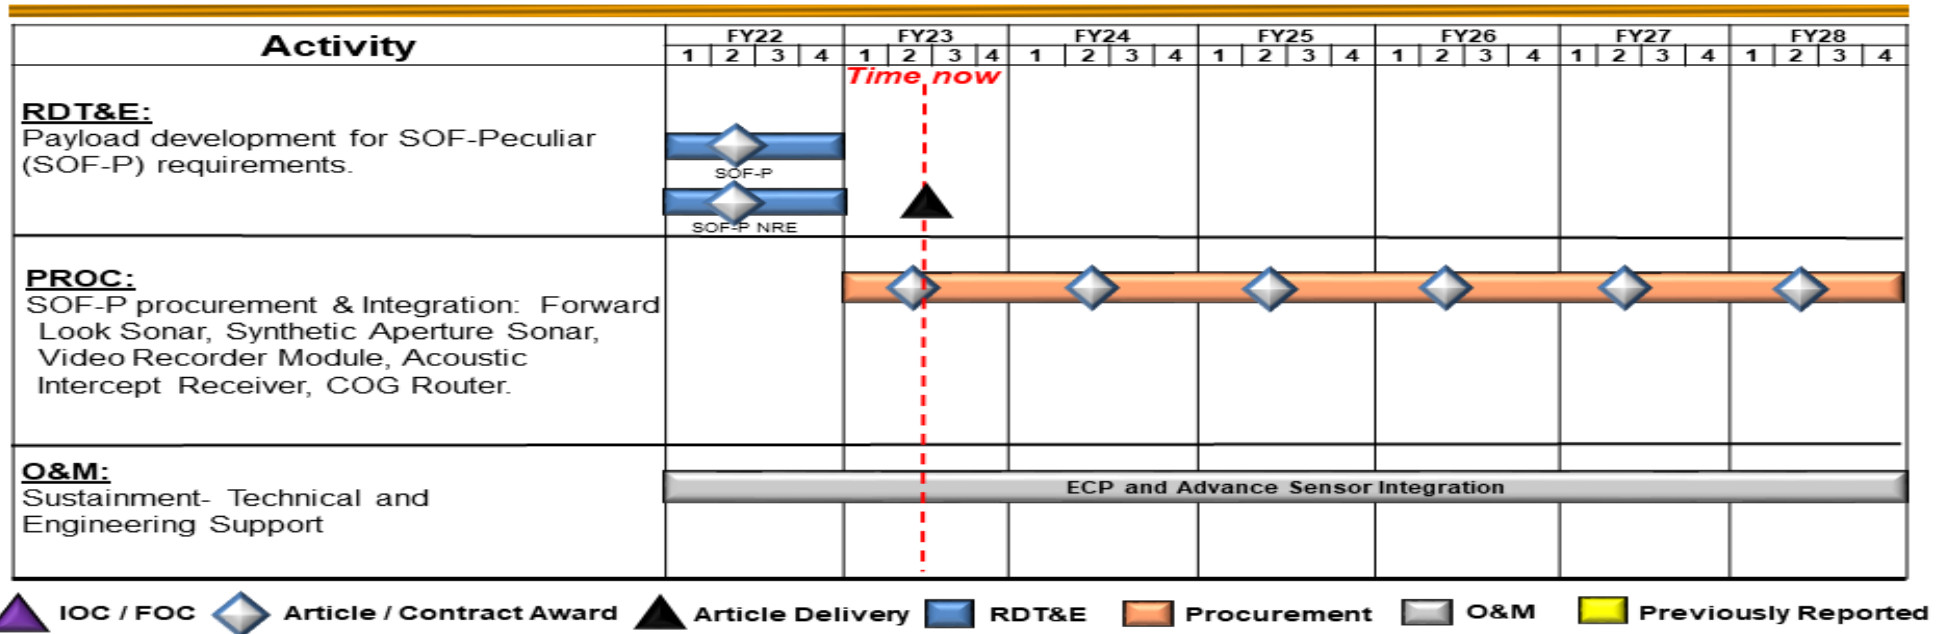 Activity
FY22 FY23 FY24 FY25 FY26 FY27 FY28
1 2 3 4 1 2 3 4 1 2 3 4 1 2 3 4 1 2 3 4 1 2 3 4 1 2 3 4
Time now
RDT&E:
Payload development for SOF-Peculiar
(SOF-P) requirements.
SOF-P
SOF-P NRE
PROC:
SOF-P procurement & Integration: Forward
Look Sonar, Synthetic Aperture Sonar,
Video Recorder Module, Acoustic
Intercept Receiver, COG Router.
O&M:
Sustainment- Technical and
Engineering Support
ECP and Advance Sensor Integration
IOC / FOC Article / Contract Award Article Delivery RDT&E Procurement O&M Previously Reported